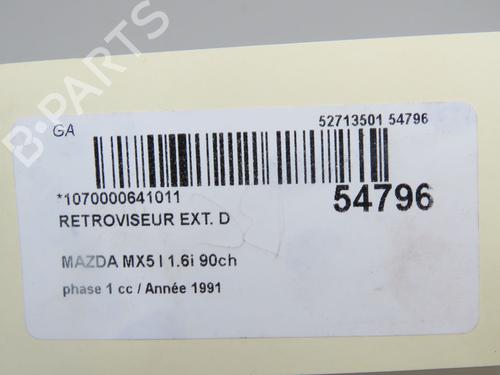 B-PARTS
GA
52713501 54796
*1070000641011
54796
RETROVISEUR EXT. D
MAZDA MX5 I 1.6i 90ch
phase 1 cc / Année 1991